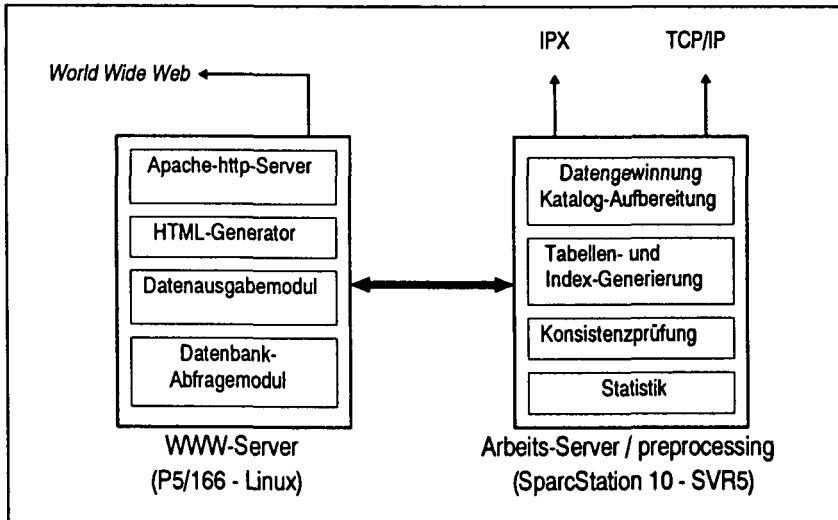 World Wide Web
IPX
TCP/IP
Apache-http-Server
HTML-Generator
Datenausgabemodul
Datenbank-
Abfragemodul
WWW-Server
(P5/166 - Linux)
Datengewinnung
Katalog-Aufbereitung
Tabellen- und
Index-Generierung
Konsistenzprüfung
Statistik
Arbeits-Server / preprocessing
(SparcStation 10 - SVR5)